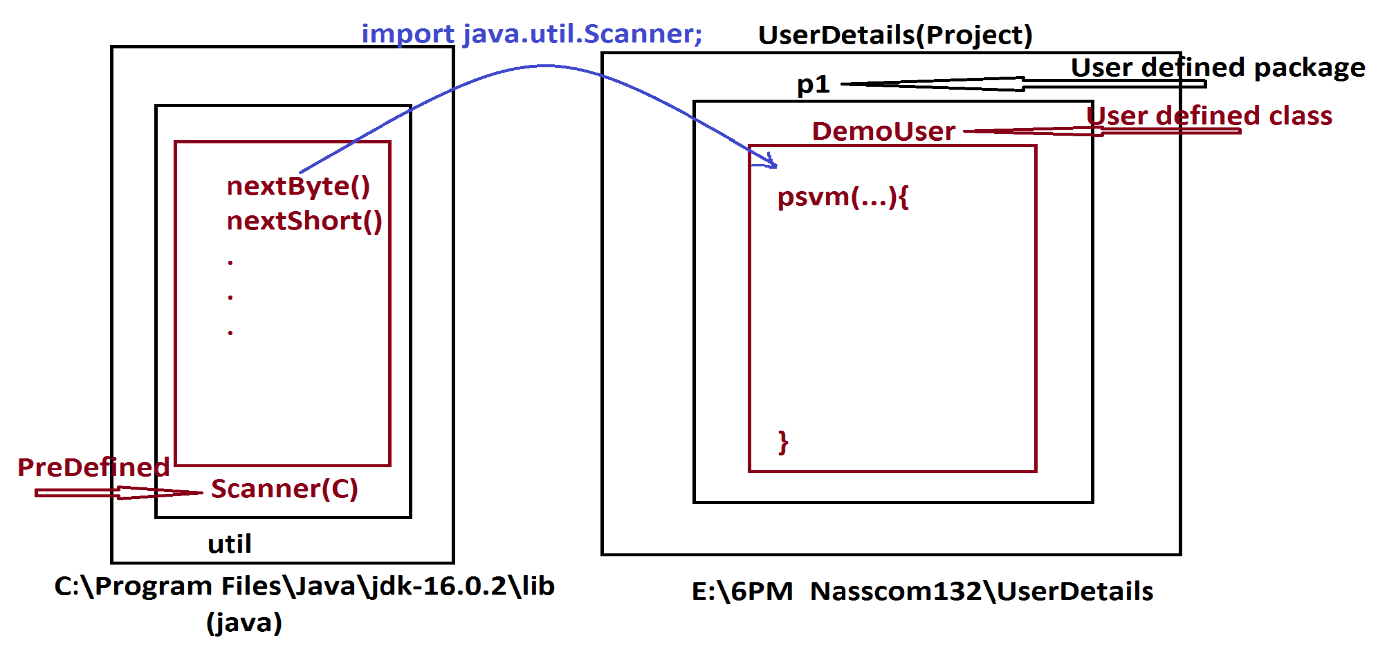 import java.util.Scanner;
UserDetails(Project)
User defined package
p1
User defined class
DemoUser
nextByte()
nextShort()
.
.
.
psvm(...){
}
PreDefined
Scanner(C)
util
C:\Program Files\Java\jdk-16.0.2\lib
(java)
E:\6PM  Nasscom132\UserDetails